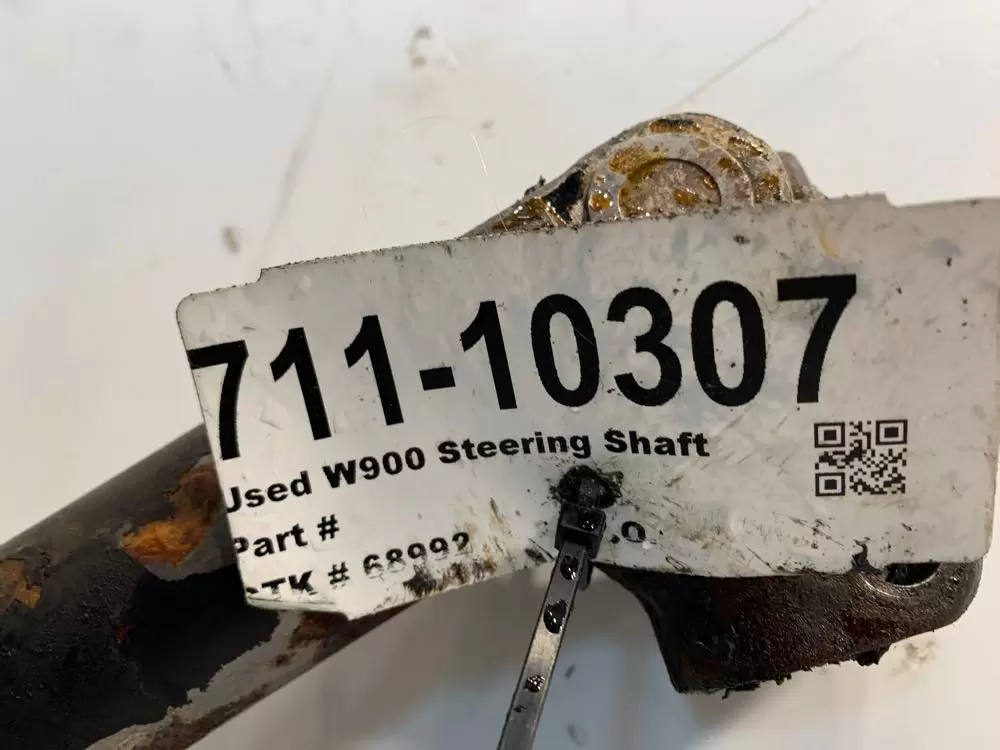 711-10307
Used W900 Steering Shaft
Part #
STK # 68992